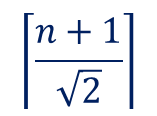 ⌈(n + 1)/√2⌉